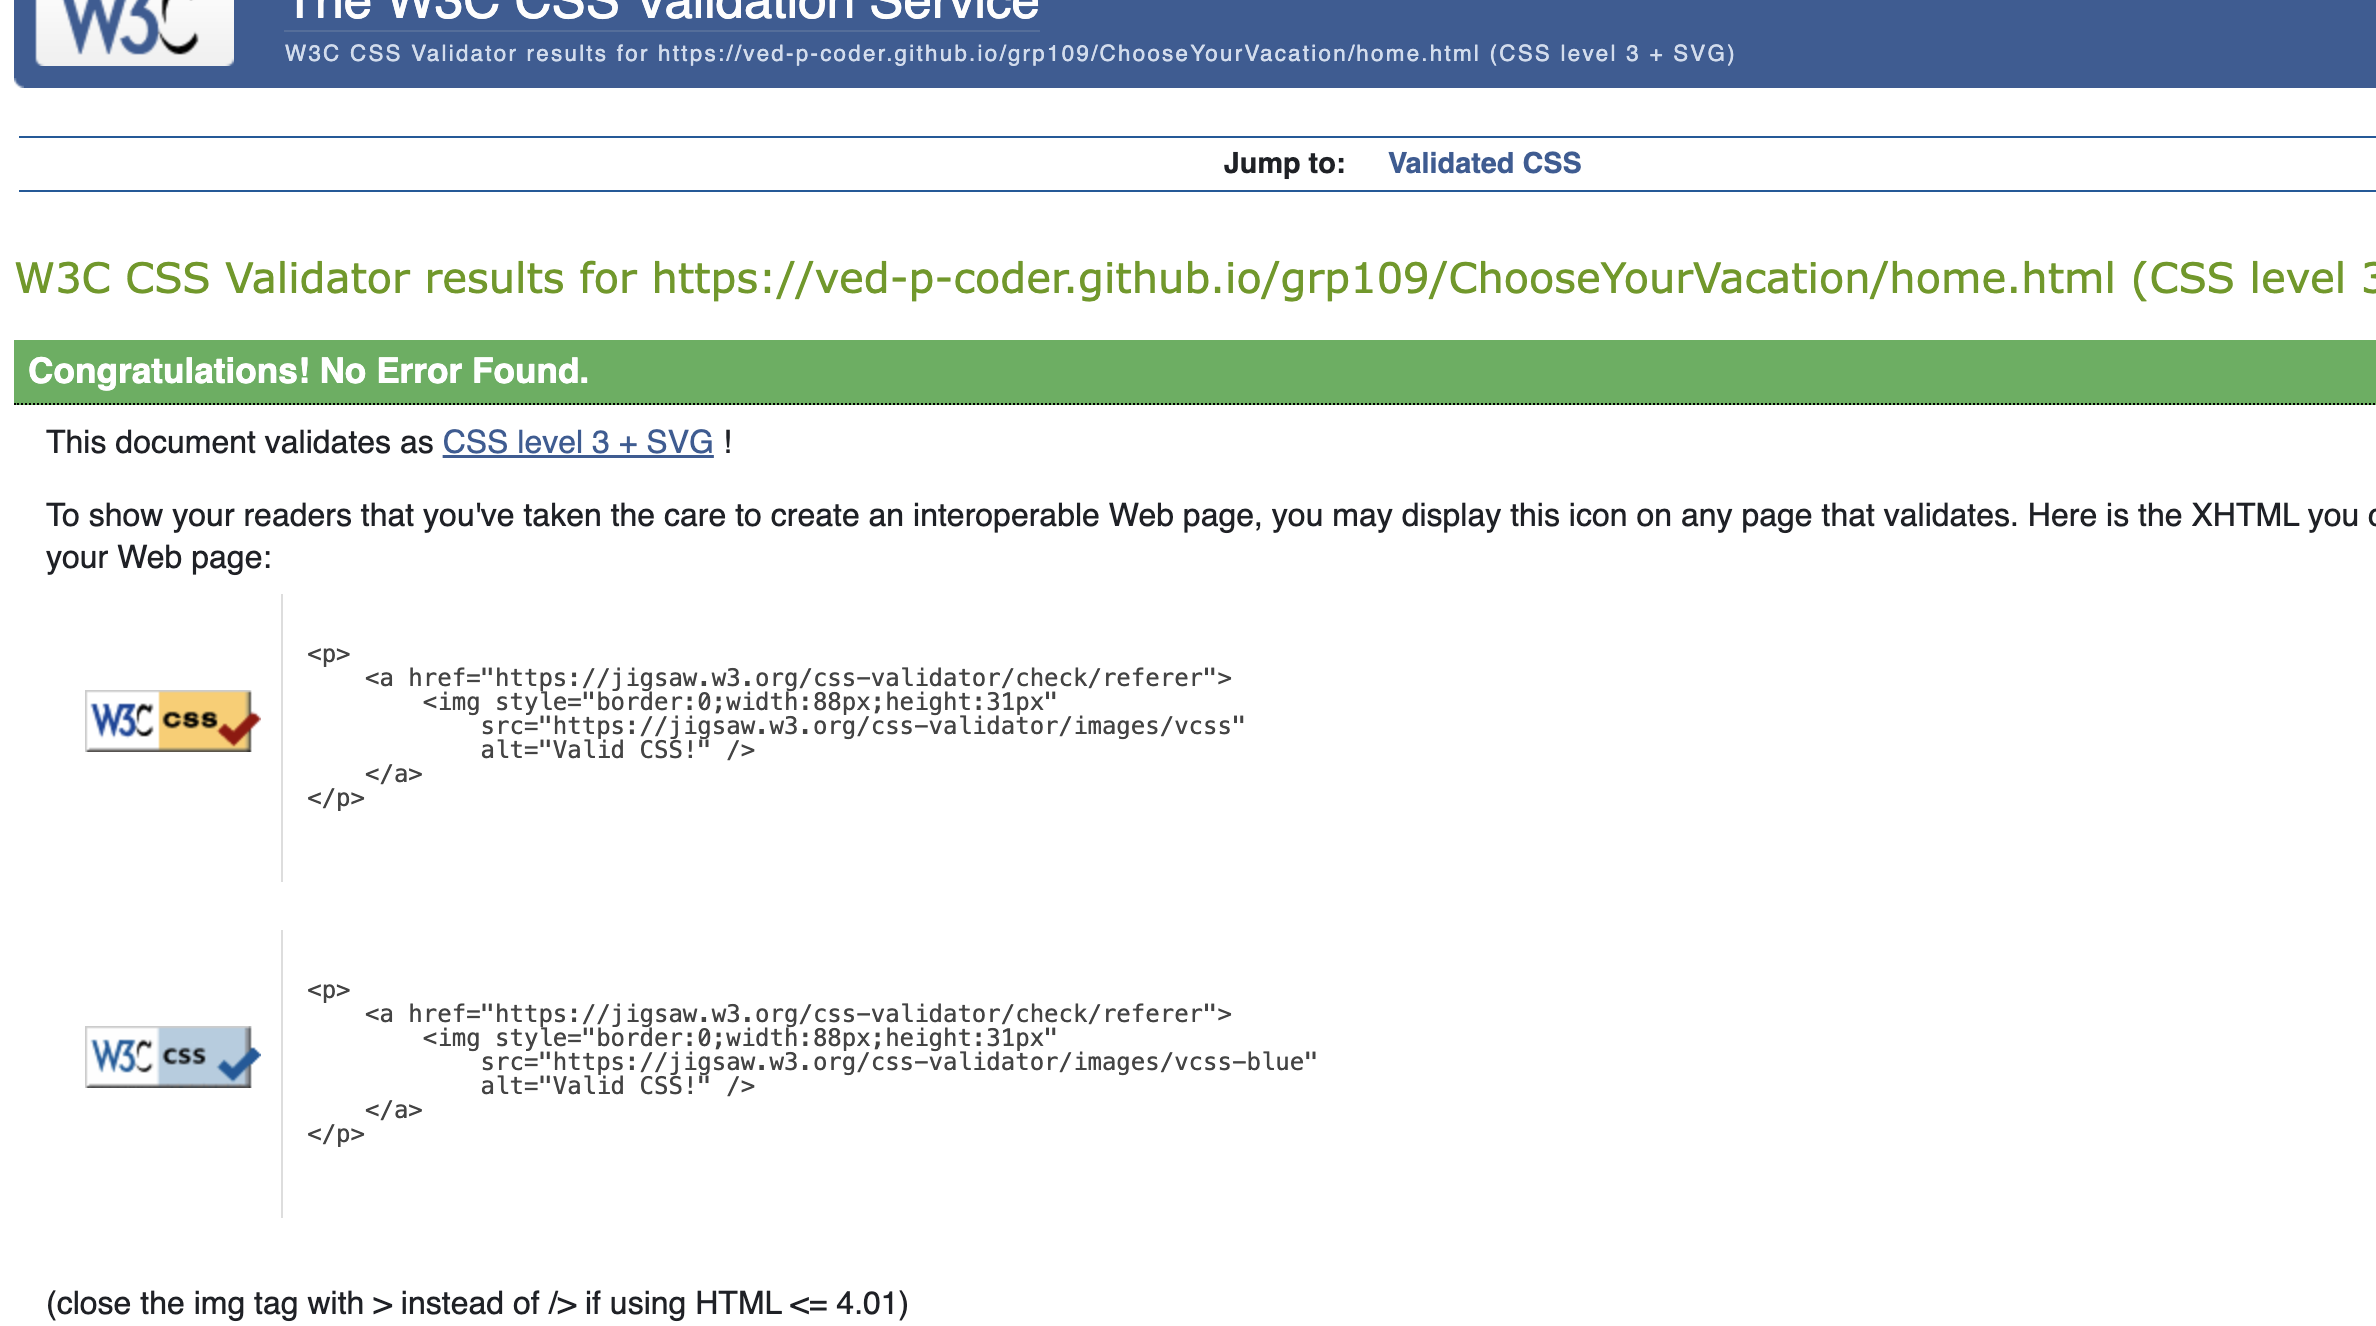 W3C
The W3C CSS Validation Service
W3C CSS Validator results for https://ved-p-coder.github.io/grp109/ChooseYourVacation/home.html (CSS level 3 + SVG)
Jump to: Validated CSS
W3C CSS Validator results for https://ved-p-coder.github.io/grp109/ChooseYourVacation/home.html (CSS level 3
Congratulations! No Error Found.
This document validates as CSS level 3 + SVG !
To show your readers that you've taken the care to create an interoperable Web page, you may display this icon on any page that validates. Here is the XHTML you
your Web page:
<p>
<a href="https://jigsaw.w3.org/css-validator/check/referer">
<img style="border:0;width:88px;height:31px"
src="https://jigsaw.w3.org/css-validator/images/vcss"
alt="Valid CSS!" />
</a>
</p>
W3C css
<p>
<a href="https://jigsaw.w3.org/css-validator/check/referer">
<img style="border:0;width:88px;height:31px"
src="https://jigsaw.w3.org/css-validator/images/vcss-blue"
alt="Valid CSS!" />
</a>
</p>
W3C css
(close the img tag with > instead of /> if using HTML <= 4.01)